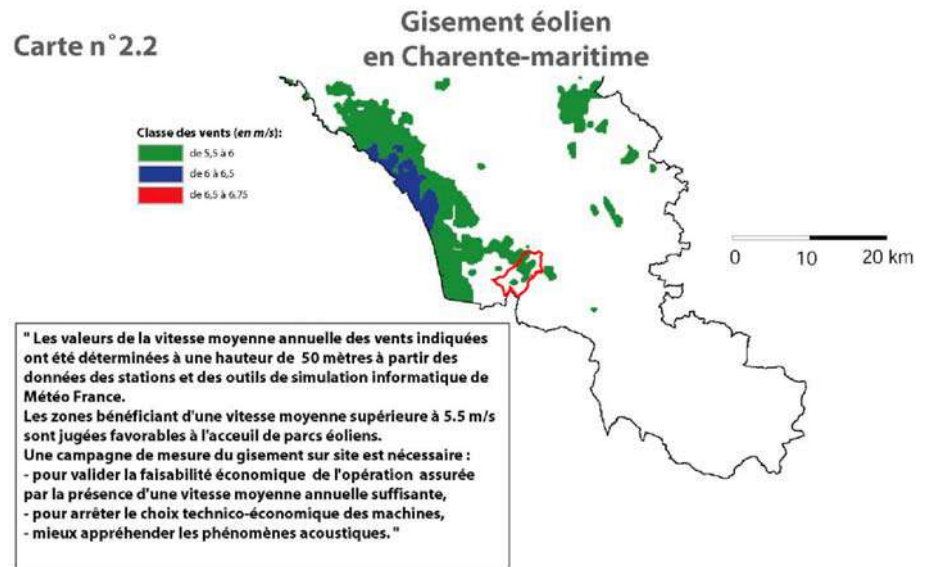 Carte n°2.2
Gisement éolien
en Charente-maritime
Classe des vents (en m/s):
de 5,5 à 6
de 6 à 6,5
de 6,5 à 6.75
0 10 20 km
" Les valeurs de la vitesse moyenne annuelle des vents indiquées
ont été déterminées à une hauteur de 50 mètres à partir des
données des stations et des outils de simulation informatique de
Météo France.
Les zones bénéficiant d'une vitesse moyenne supérieure à 5.5 m/s
sont jugées favorables à l'acceuil de parcs éoliens.
Une campagne de mesure du gisement sur site est nécessaire :
- pour valider la faisabilité économique de l'opération assurée
par la présence d'une vitesse moyenne annuelle suffisante,
- pour arrêter le choix technico-économique des machines,
- mieux appréhender les phénomènes acoustiques. "